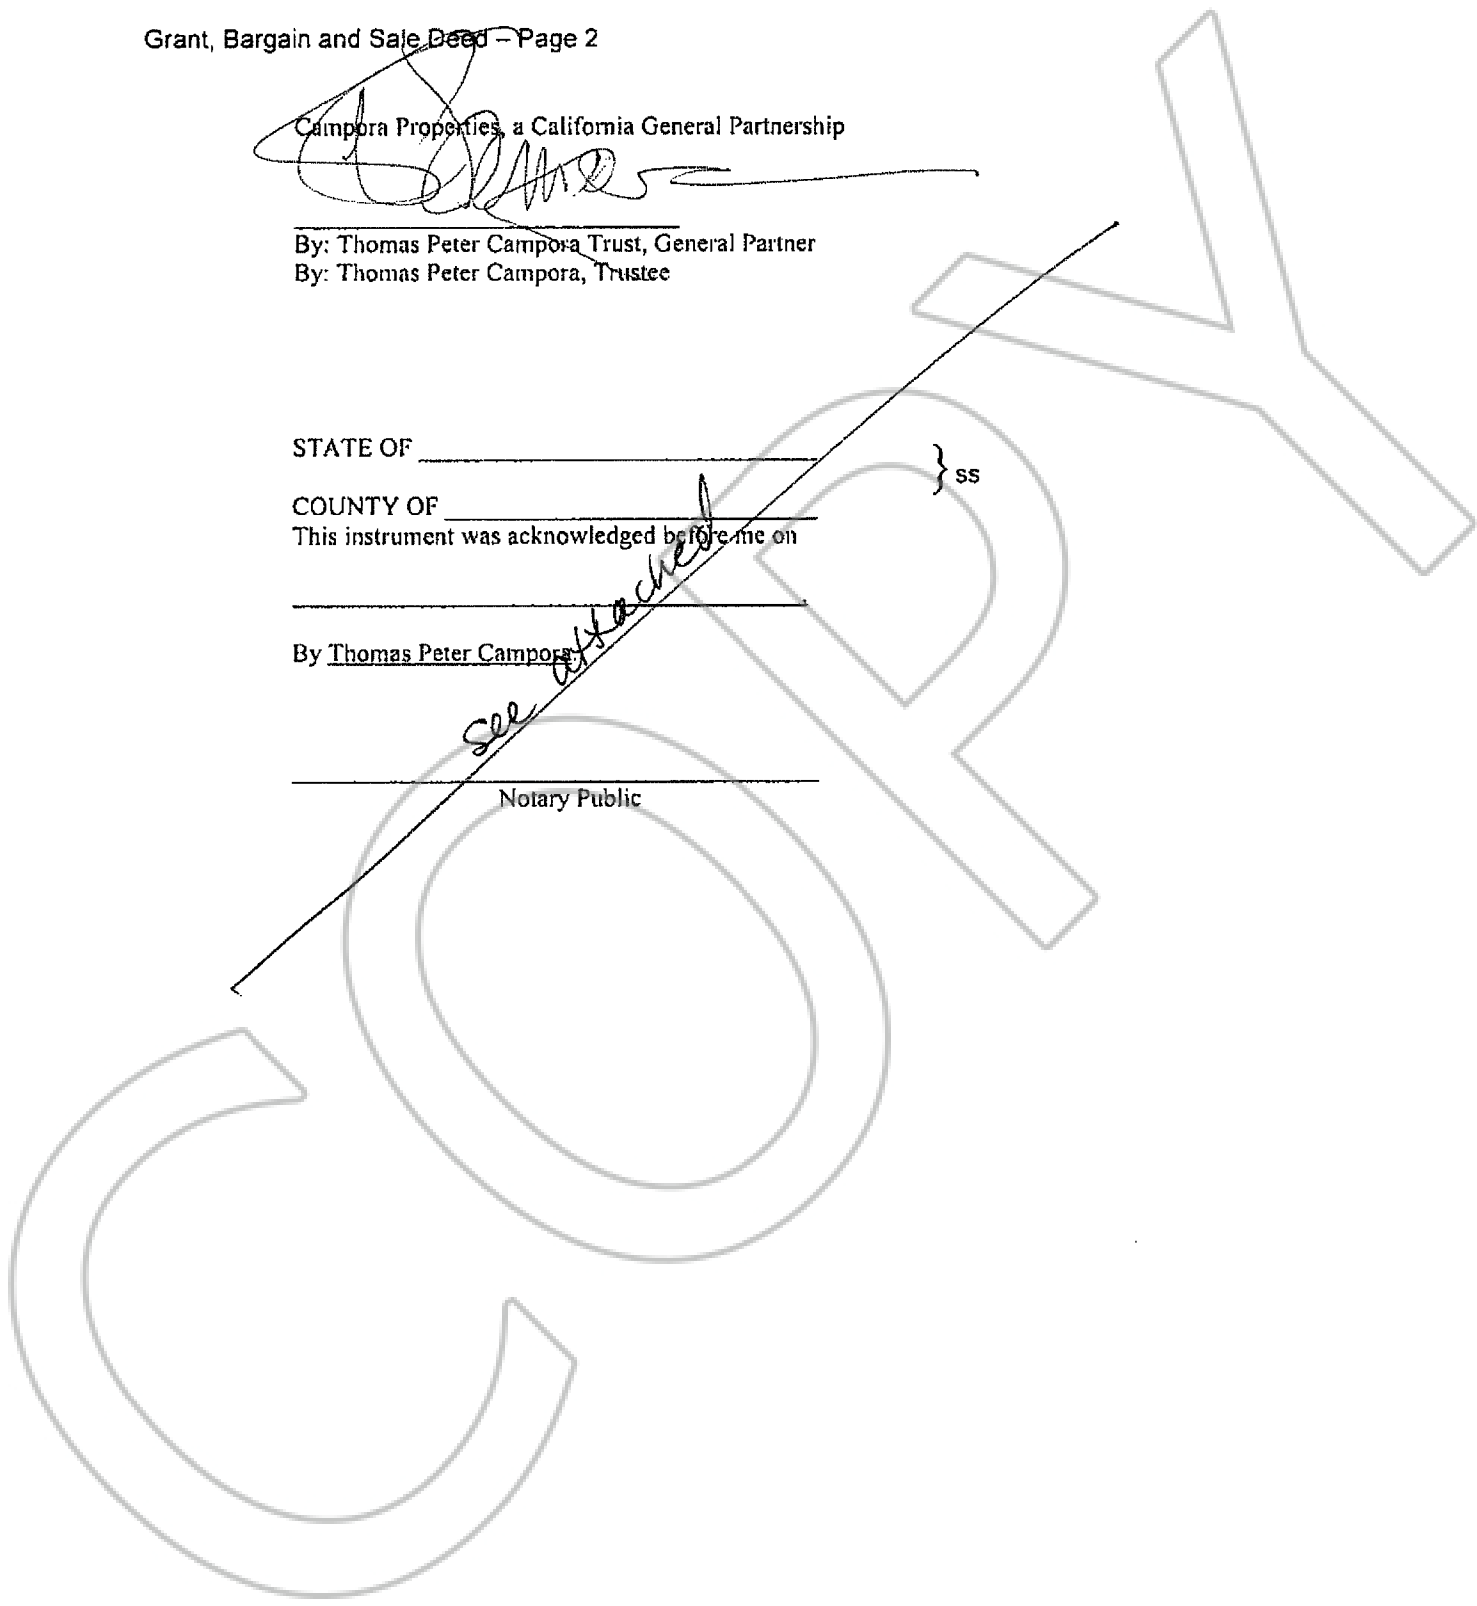 Grant, Bargain and Sale Deed – Page 2
Campora Properties, a California General Partnership
By: Thomas Peter Campora Trust, General Partner
By: Thomas Peter Campora, Trustee
STATE OF
} ss
COUNTY OF
This instrument was acknowledged before me on
By Thomas Peter Campora
see attached
Notary Public
COPY